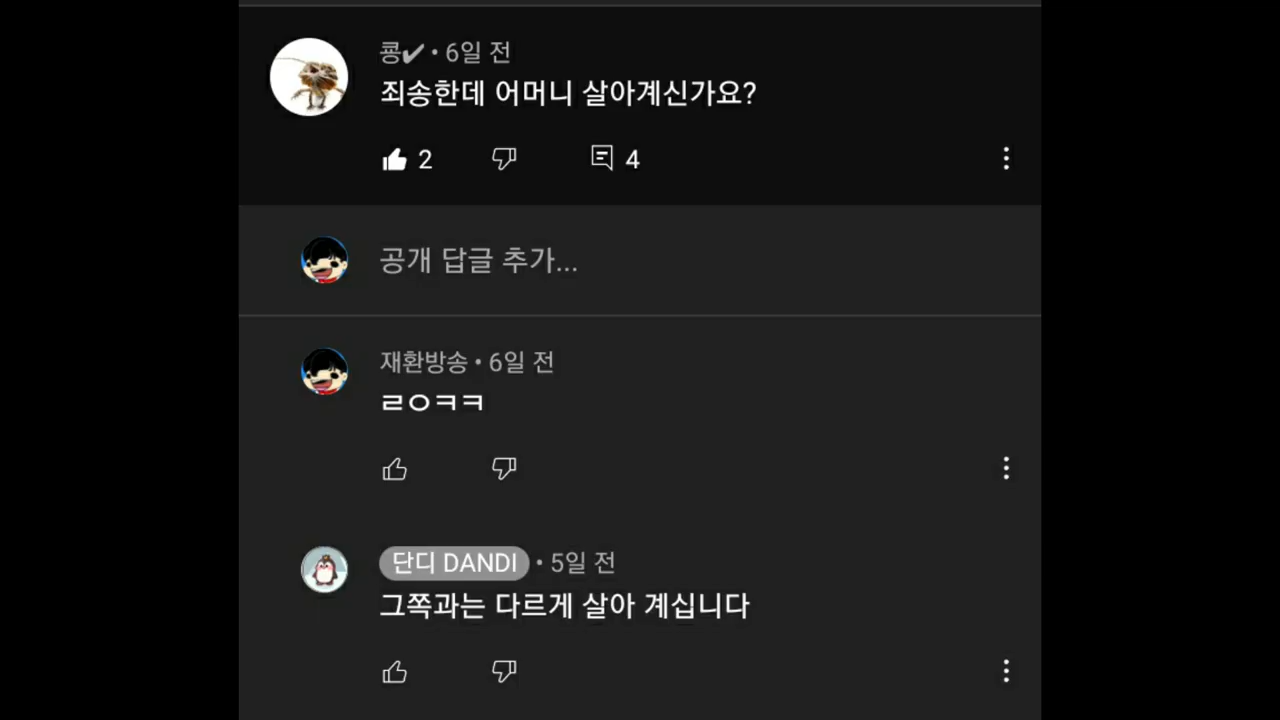 쿙✔ • 6일 전
죄송한데 어머니 살아계신가요?
2 4
공개 답글 추가...
재환방송 • 6일 전
ㄹㅇㅋㅋ
단디 DANDI • 5일 전
그쪽과는 다르게 살아 계십니다